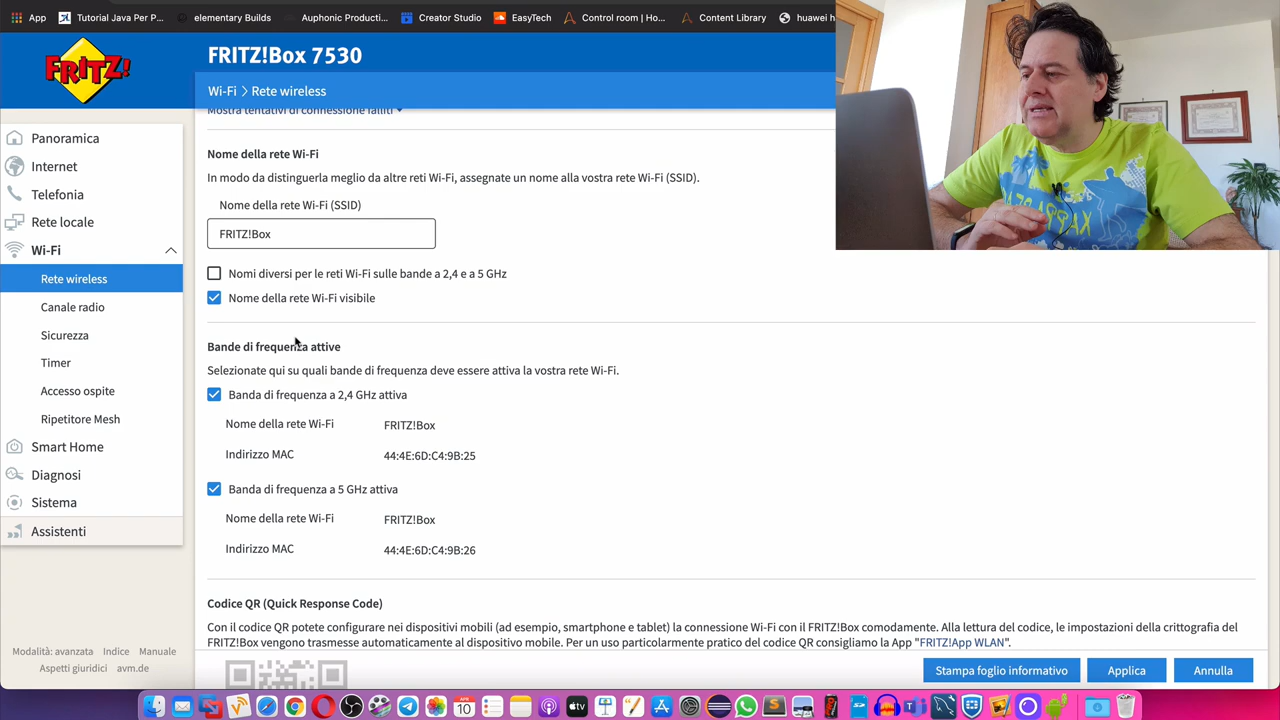 App
Tutorial Java Per P...
elementary Builds
Auphonic Producti...
Creator Studio
EasyTech
Control room | Ho...
Content Library
huawei h
FRITZ!
FRITZ!Box 7530
Wi-Fi > Rete wireless
Mostra tentativi di connessione falliti
Panoramica
Internet
Telefonia
Rete locale
Wi-Fi
Rete wireless
Canale radio
Sicurezza
Timer
Accesso ospite
Ripetitore Mesh
Smart Home
Diagnosi
Sistema
Assistenti
Modalità: avanzata Indice Manuale
Aspetti giuridici avm.de
Nome della rete Wi-Fi
In modo da distinguerla meglio da altre reti Wi-Fi, assegnate un nome alla vostra rete Wi-Fi (SSID).
Nome della rete Wi-Fi (SSID)
FRITZ!Box
Nomi diversi per le reti Wi-Fi sulle bande a 2,4 e a 5 GHz
Nome della rete Wi-Fi visibile
Bande di frequenza attive
Selezionate qui su quali bande di frequenza deve essere attiva la vostra rete Wi-Fi.
Banda di frequenza a 2,4 GHz attiva
Nome della rete Wi-Fi FRITZ!Box
Indirizzo MAC 44:4E:6D:C4:9B:25
Banda di frequenza a 5 GHz attiva
Nome della rete Wi-Fi FRITZ!Box
Indirizzo MAC 44:4E:6D:C4:9B:26
Codice QR (Quick Response Code)
Con il codice QR potete configurare nei dispositivi mobili (ad esempio, smartphone e tablet) la connessione Wi-Fi con il FRITZ!Box comodamente. Alla lettura del codice, le impostazioni della crittografia del
FRITZ!Box vengono trasmesse automaticamente al dispositivo mobile. Per un uso particolarmente pratico del codice QR consigliamo la App "FRITZ!App WLAN".
Stampa foglio informativo
Applica
Annulla
10
tv